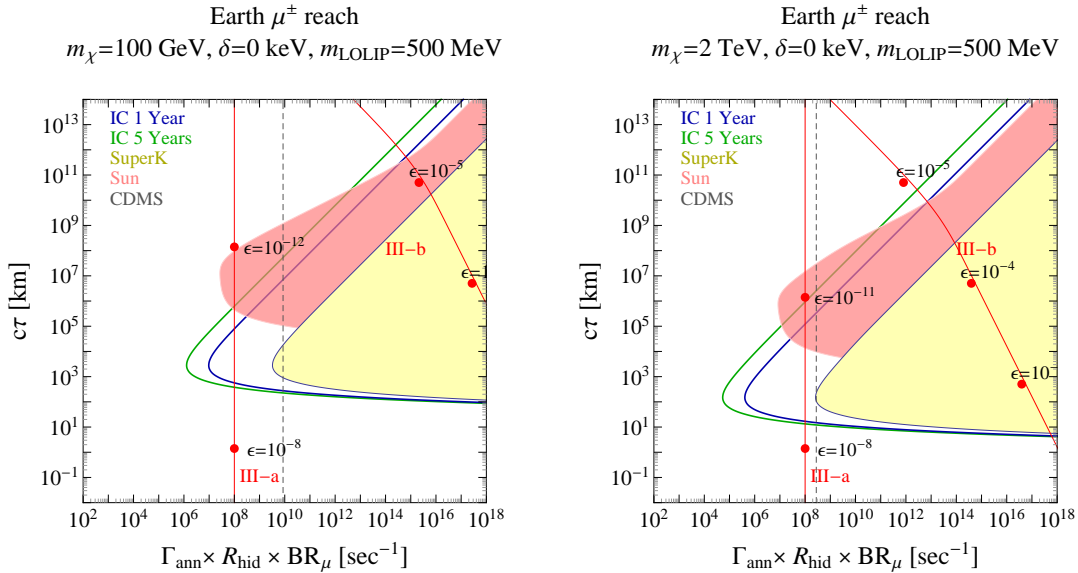 Earth μ± reach
mχ=100 GeV, δ=0 keV, mLOLIP=500 MeV
cτ [km]
10^13
10^11
10^9
10^7
10^5
10^3
10^1
10^-1
IC 1 Year
IC 5 Years
SuperK
Sun
CDMS
ϵ=10^-5
III-b
ϵ=10^-12
ϵ=1
ϵ=10^-8
III-a
10^2 10^4 10^6 10^8 10^10 10^12 10^14 10^16 10^18
Γann× Rhid × BRμ [sec^-1]
Earth μ± reach
mχ=2 TeV, δ=0 keV, mLOLIP=500 MeV
cτ [km]
10^13
10^11
10^9
10^7
10^5
10^3
10^1
10^-1
IC 1 Year
IC 5 Years
SuperK
Sun
CDMS
ϵ=10^-5
III-b
ϵ=10^-4
ϵ=10^-11
ϵ=10
ϵ=10^-8
III-a
10^2 10^4 10^6 10^8 10^10 10^12 10^14 10^16 10^18
Γann× Rhid × BRμ [sec^-1]